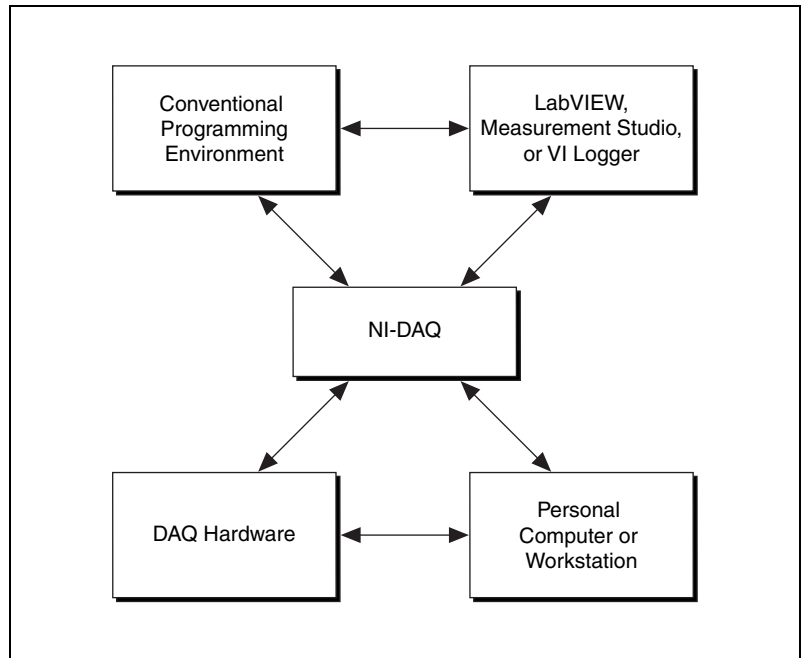 Conventional
Programming
Environment
LabVIEW,
Measurement Studio,
or VI Logger
NI-DAQ
DAQ Hardware
Personal
Computer or
Workstation